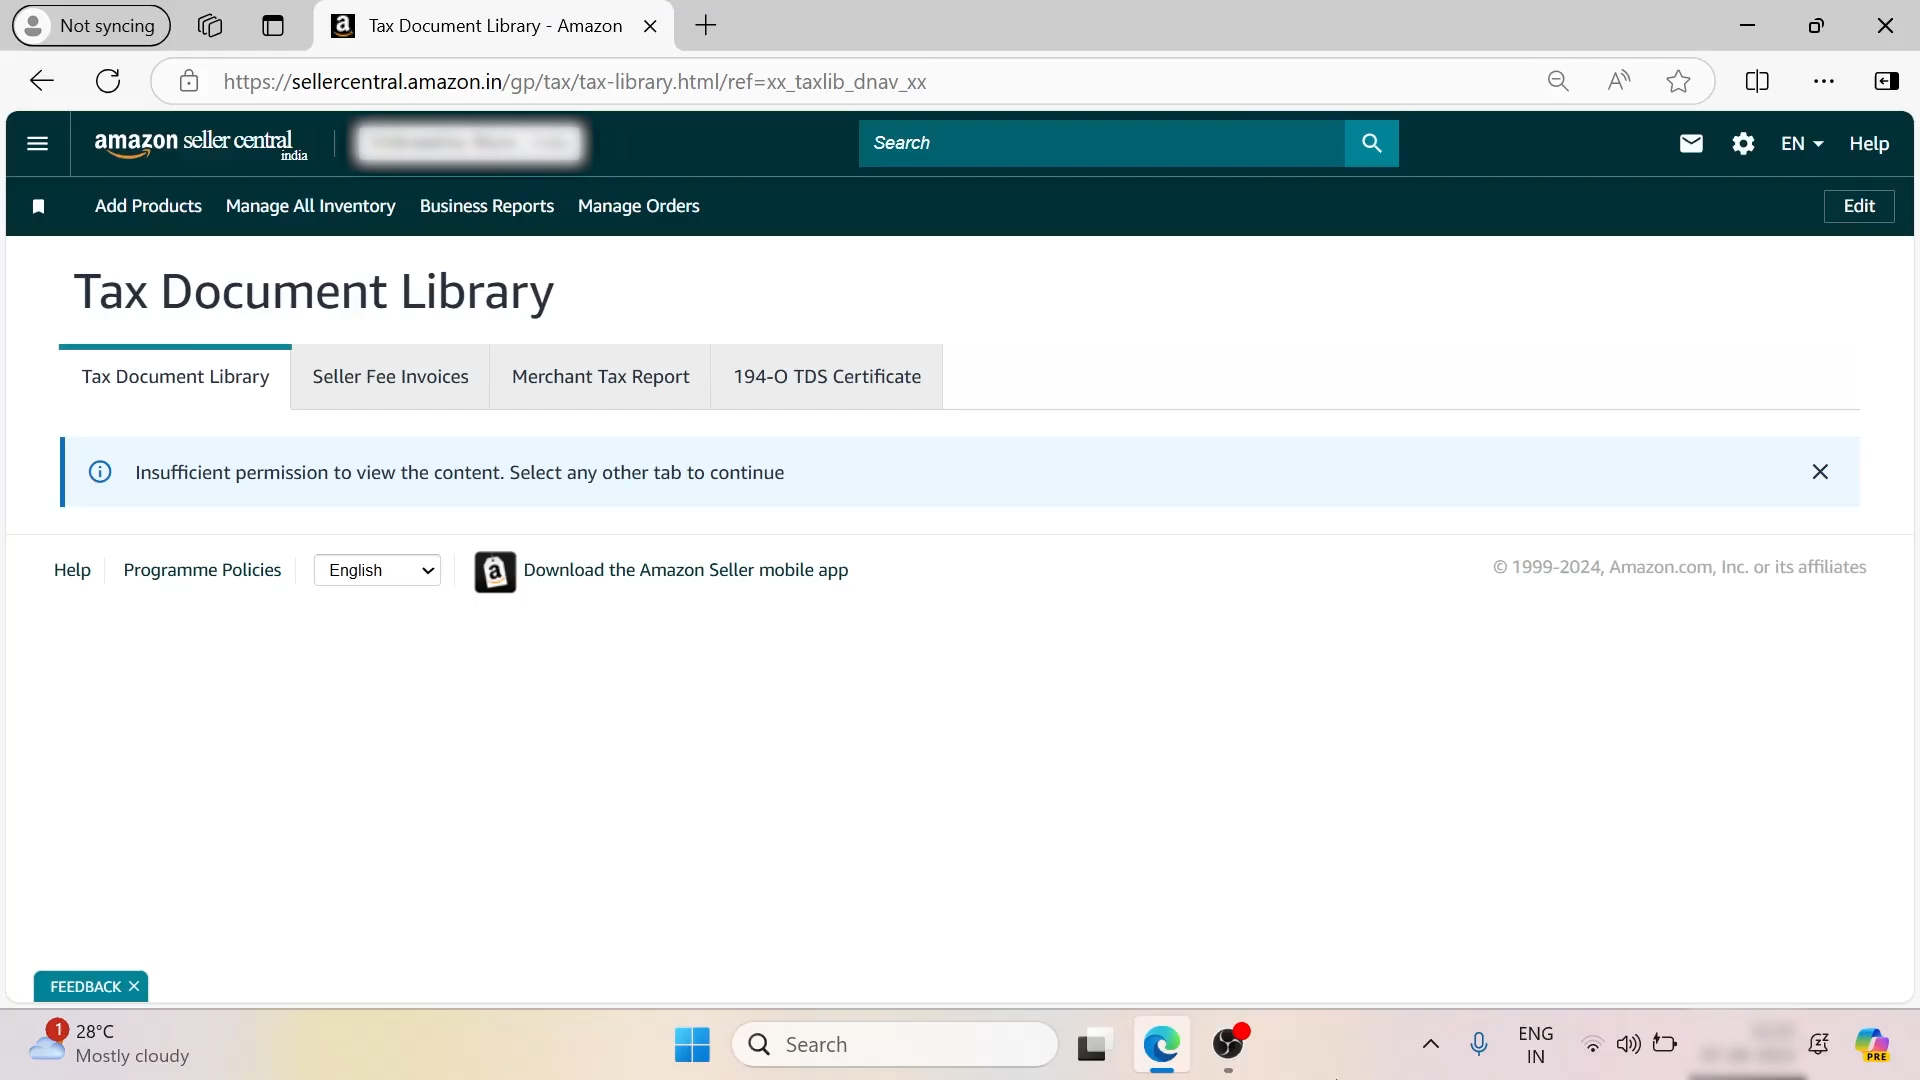 Not syncing
Tax Document Library - Amazon
https://sellercentral.amazon.in/gp/tax/tax-library.html/ref=xx_taxlib_dnav_xx
amazon seller central
india
Search
EN
Help
Add Products Manage All Inventory Business Reports Manage Orders
Edit
Tax Document Library
Tax Document Library Seller Fee Invoices Merchant Tax Report 194-O TDS Certificate
Insufficient permission to view the content. Select any other tab to continue
Help Programme Policies English Download the Amazon Seller mobile app © 1999-2024, Amazon.com, Inc. or its affiliates
FEEDBACK
1 28°C
Mostly cloudy
Search
ENG
IN
PRE